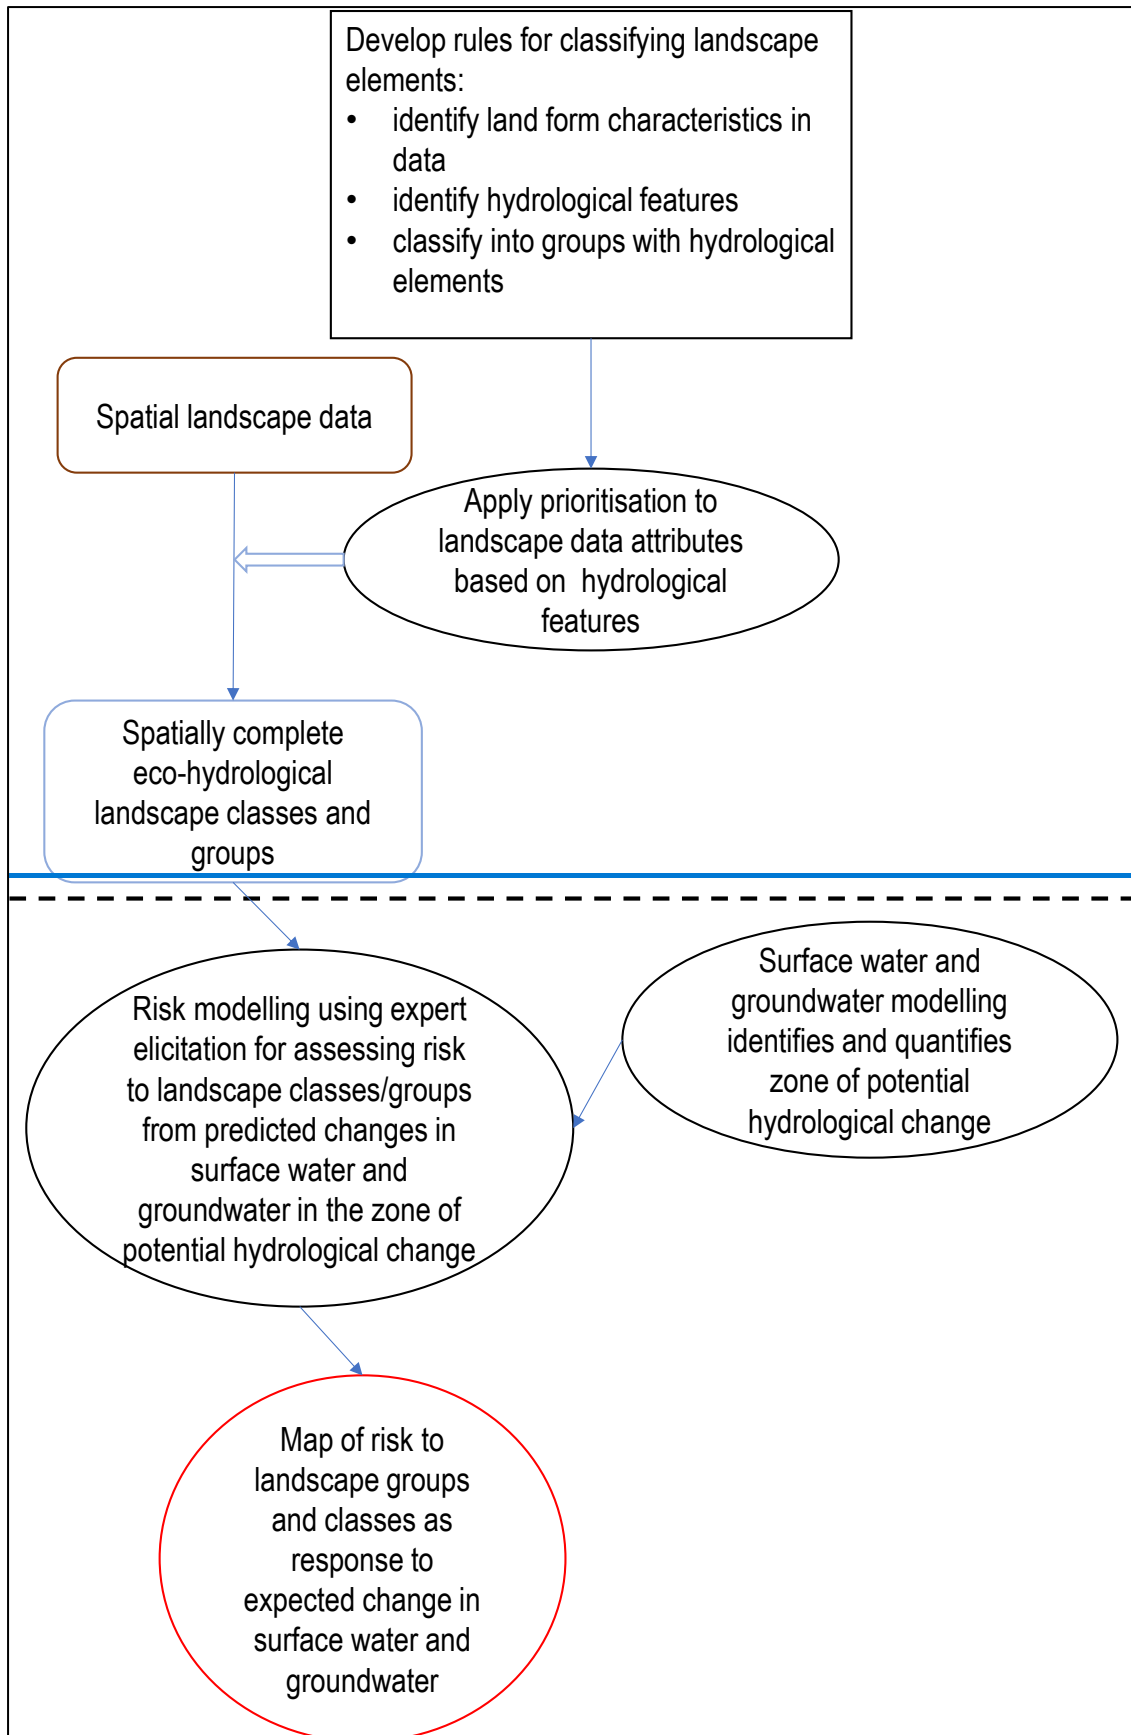 Develop rules for classifying landscape
elements:
• identify land form characteristics in
data
• identify hydrological features
• classify into groups with hydrological
elements
Spatial landscape data
Apply prioritisation to
landscape data attributes
based on hydrological
features
Spatially complete
eco-hydrological
landscape classes and
groups
Surface water and
groundwater modelling
identifies and quantifies
zone of potential
hydrological change
Risk modelling using expert
elicitation for assessing risk
to landscape classes/groups
from predicted changes in
surface water and
groundwater in the zone of
potential hydrological change
Map of risk to
landscape groups
and classes as
response to
expected change in
surface water and
groundwater